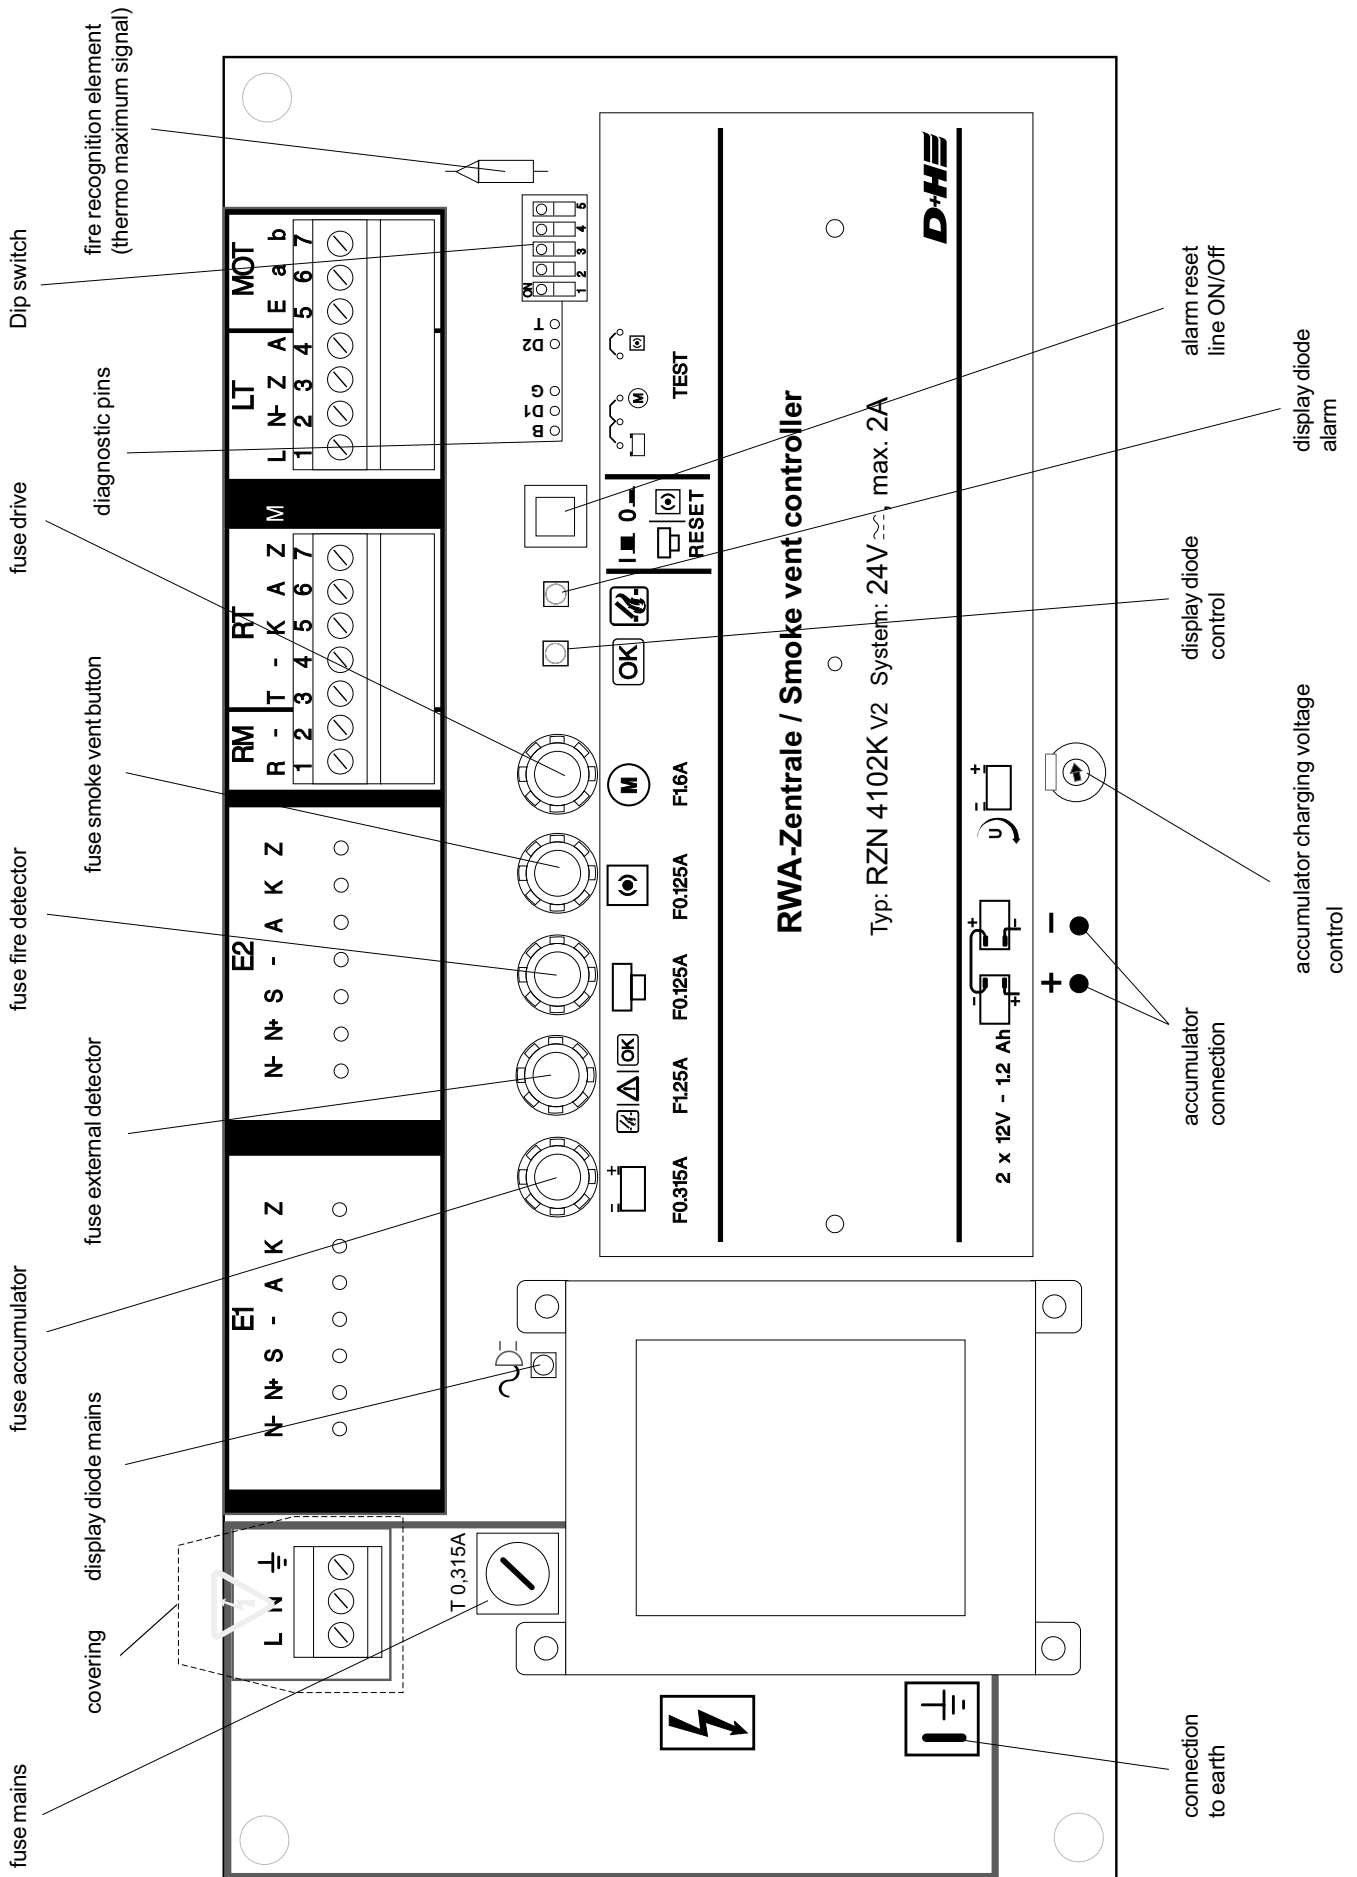 fuse mains
covering
display diode mains
fuse accumulator
fuse external detector
fuse fire detector
fuse smoke vent button
fuse drive
diagnostic pins
Dip switch
fire recognition element
(thermo maximum signal)
L N
E1
N- N+ S - A K Z
E2
N- N+ S - A K Z
RM RT
R - T - K A Z
1 2 3 4 5 6 7
M
LT MOT
L N- Z A E a b
1 2 3 4 5 6 7
T 0,315A
B D1 G D2 T
ON
1 2 3 4 5
- +
OK
M
OK
I 0
RESET
M
TEST
F0.315A F1.25A F0.125A F0.125A F1.6A
RWA-Zentrale / Smoke vent controller
Typ: RZN 4102K V2 System: 24V⎓, max. 2A
D+H
2 x 12V - 1.2 Ah
- + + -
U
- +
+ -
connection
to earth
accumulator
connection
accumulator charging voltage
control
display diode
control
display diode
alarm
alarm reset
line ON/Off